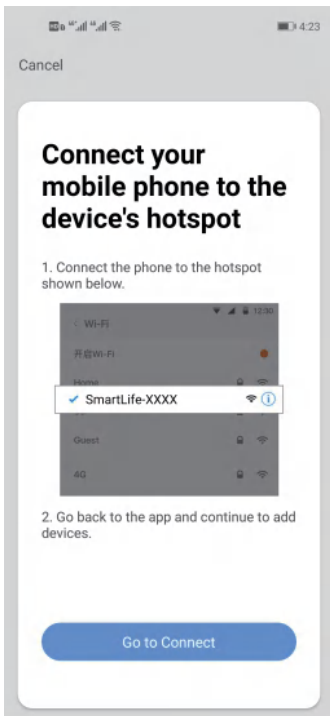 4:23
Cancel
Connect your
mobile phone to the
device's hotspot
1. Connect the phone to the hotspot
shown below.
12:30
Wi-Fi
开启Wi-Fi
Home
SmartLife-XXXX
Guest
4G
2. Go back to the app and continue to add
devices.
Go to Connect